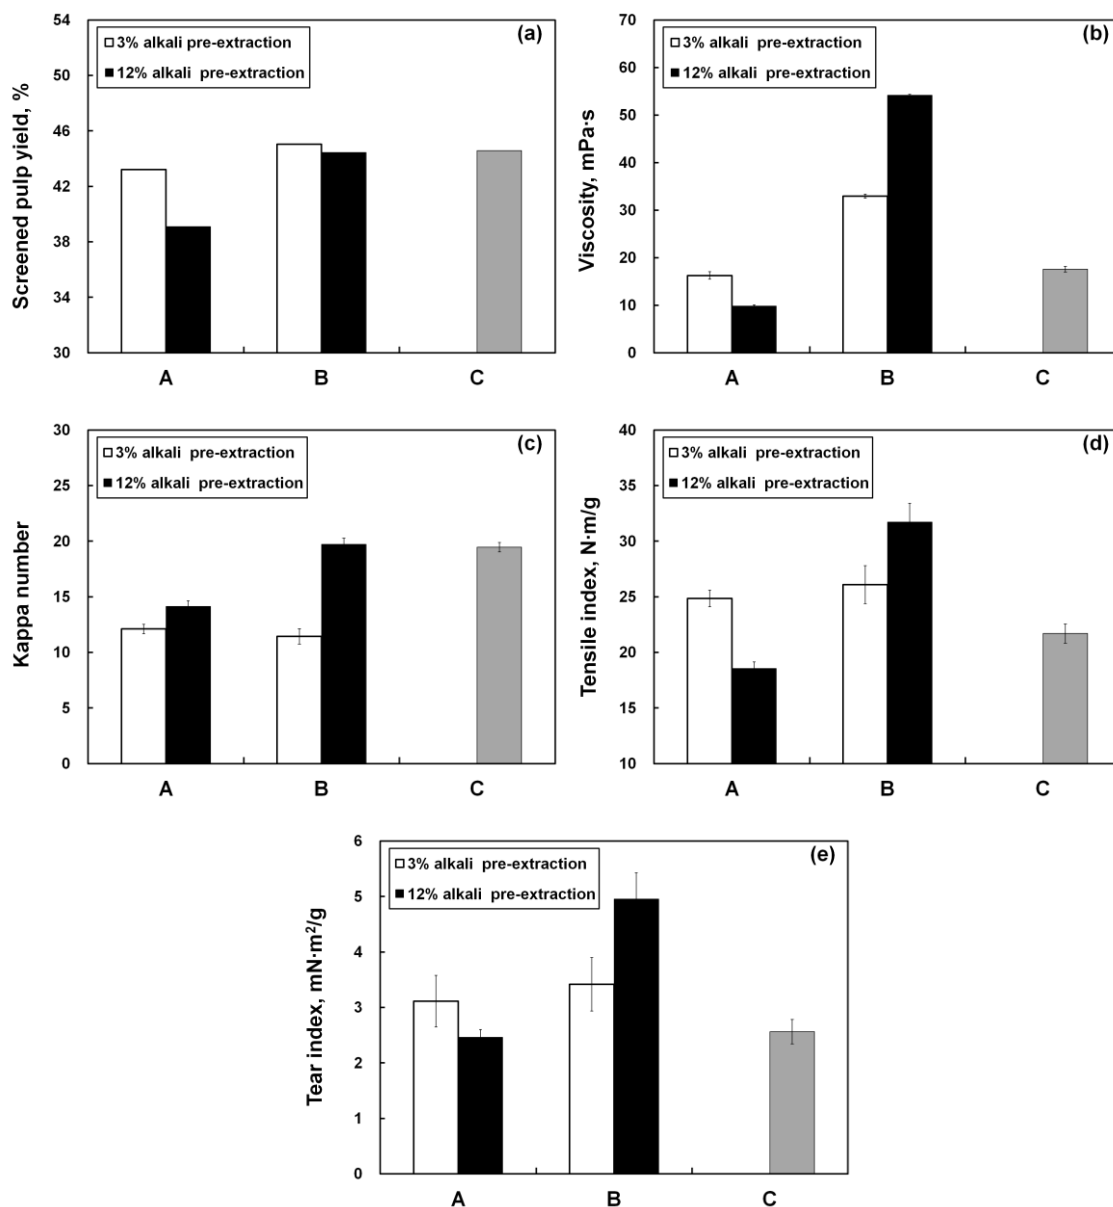 Screened pulp yield, %
54
50
46
42
38
34
30
3% alkali pre-extraction
12% alkali pre-extraction
(a)
A B C
Viscosity, mPa·s
70
60
50
40
30
20
10
0
3% alkali pre-extraction
12% alkali pre-extraction
(b)
A B C
Kappa number
30
25
20
15
10
5
0
3% alkali pre-extraction
12% alkali pre-extraction
(c)
A B C
Tensile index, N·m/g
40
35
30
25
20
15
10
3% alkali pre-extraction
12% alkali pre-extraction
(d)
A B C
Tear index, mN·m²/g
6
5
4
3
2
1
0
3% alkali pre-extraction
12% alkali pre-extraction
(e)
A B C